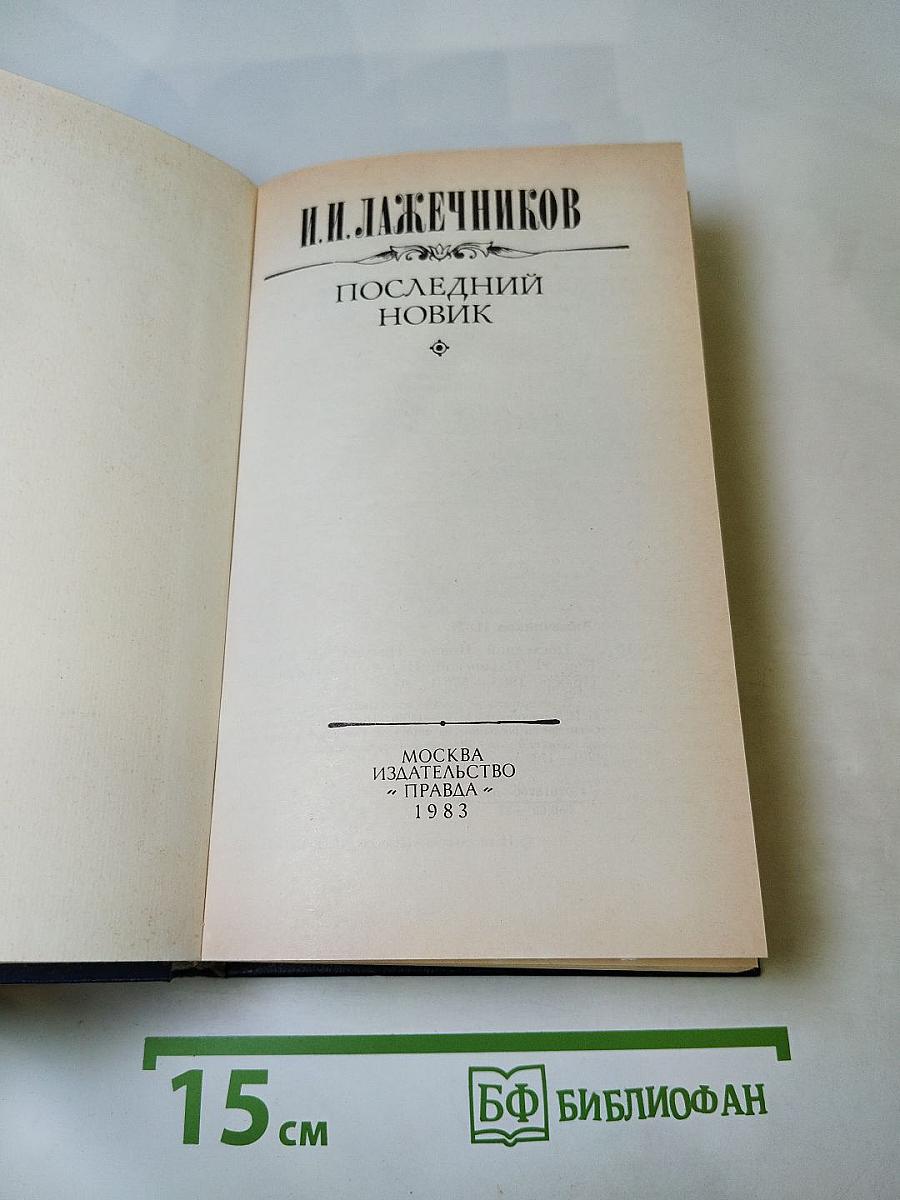 И.И. ЛАЖЕЧНИКОВ
ПОСЛЕДНИЙ
НОВИК
МОСКВА
ИЗДАТЕЛЬСТВО
„ ПРАВДА „
1983
15 см
БФ БИБЛИОФАН